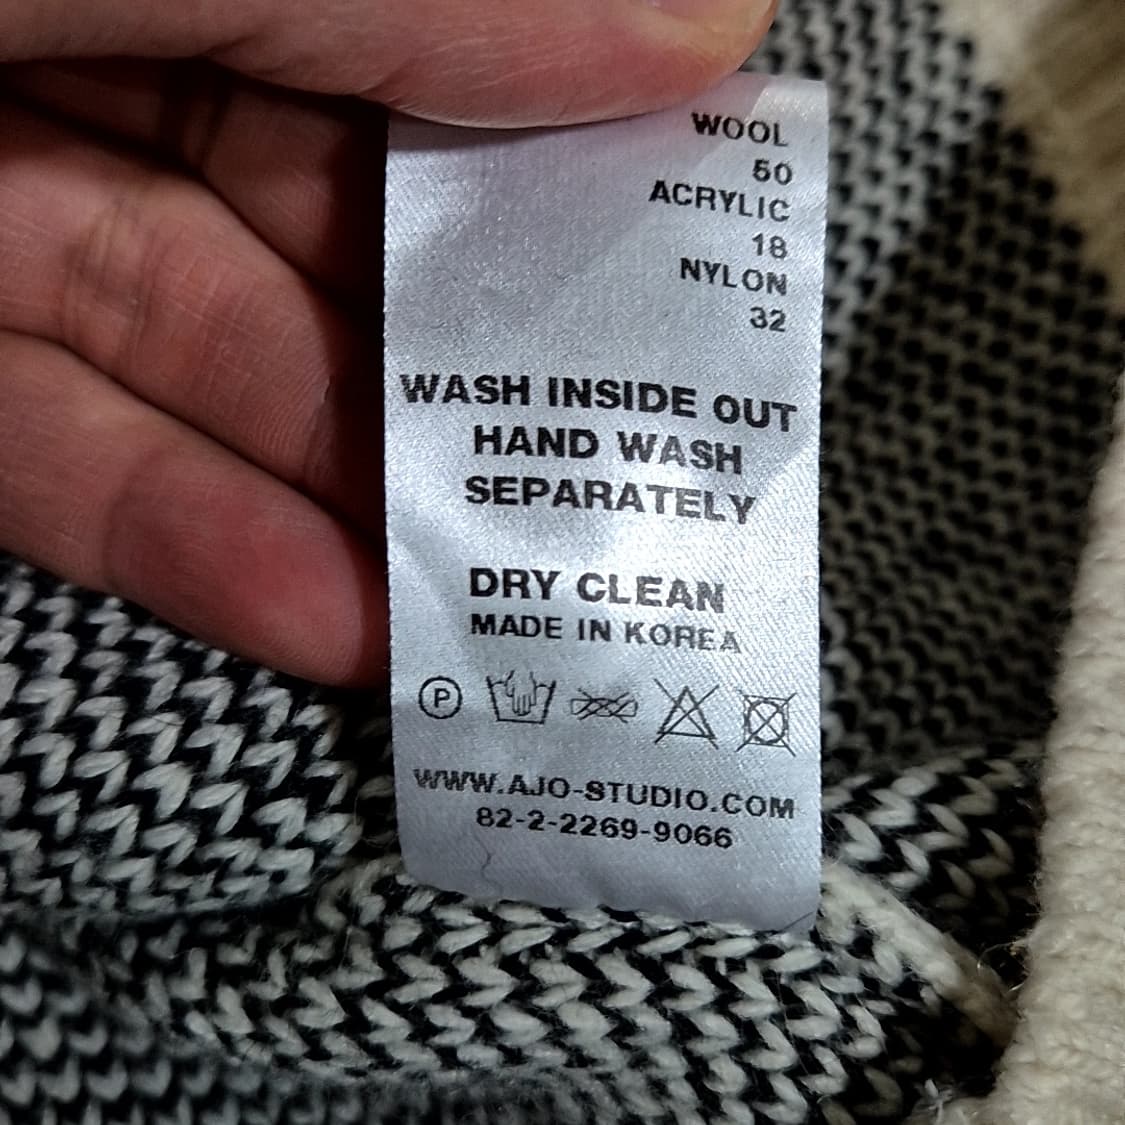 WOOL
50
ACRYLIC
18
NYLON
32
WASH INSIDE OUT
HAND WASH
SEPARATELY
DRY CLEAN
MADE IN KOREA
P
WWW.AJO-STUDIO.COM
82-2-2269-9066